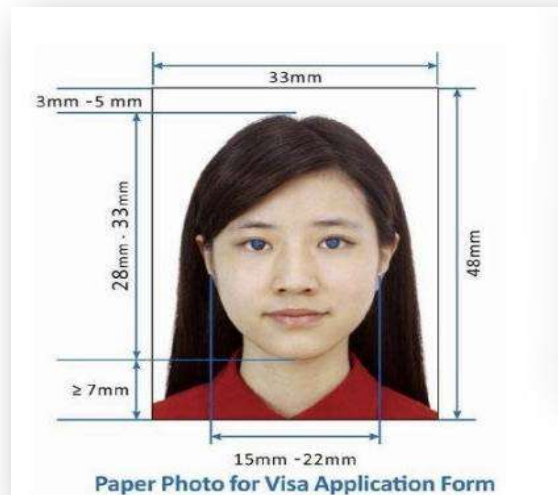 33mm
3mm -5 mm
28mm - 33mm
48mm
≥ 7mm
15mm -22mm
Paper Photo for Visa Application Form